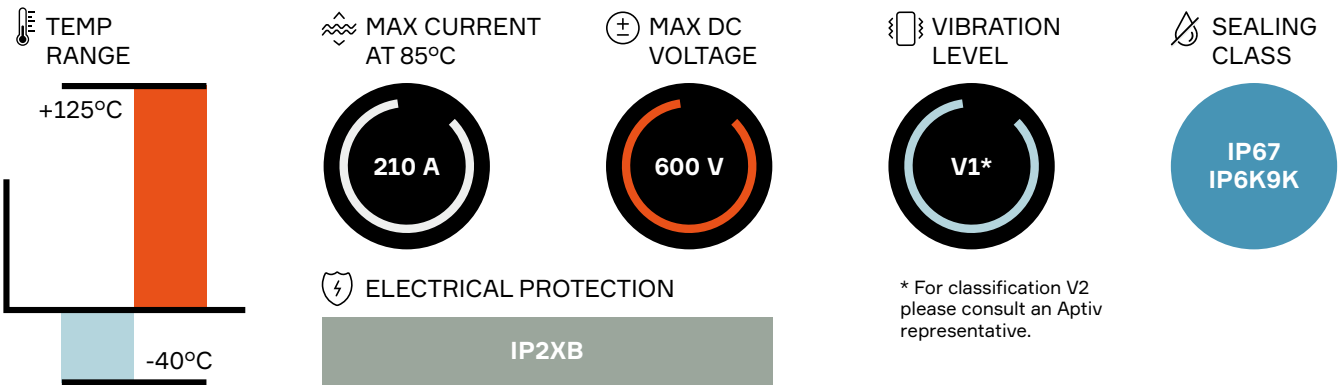 TEMP
RANGE
+125°C
-40°C
MAX CURRENT
AT 85°C
210 A
MAX DC
VOLTAGE
600 V
VIBRATION
LEVEL
V1*
SEALING
CLASS
IP67
IP6K9K
ELECTRICAL PROTECTION
IP2XB
* For classification V2
please consult an Aptiv
representative.